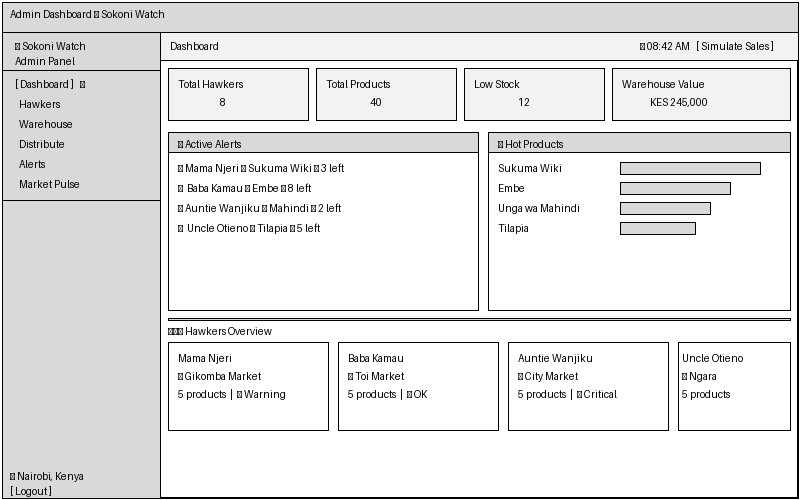 Admin Dashboard Sokoni Watch
Sokoni Watch
Admin Panel
[ Dashboard ]
Hawkers
Warehouse
Distribute
Alerts
Market Pulse
Nairobi, Kenya
[ Logout ]
Dashboard
08:42 AM [ Simulate Sales ]
Total Hawkers
8
Total Products
40
Low Stock
12
Warehouse Value
KES 245,000
Active Alerts
Mama Njeri Sukuma Wiki 3 left
Baba Kamau Embe 8 left
Auntie Wanjiku Mahindi 2 left
Uncle Otieno Tilapia 5 left
Hot Products
Sukuma Wiki
Embe
Unga wa Mahindi
Tilapia
Hawkers Overview
Mama Njeri
Gikomba Market
5 products | Warning
Baba Kamau
Toi Market
5 products | OK
Auntie Wanjiku
City Market
5 products | Critical
Uncle Otieno
Ngara
5 products